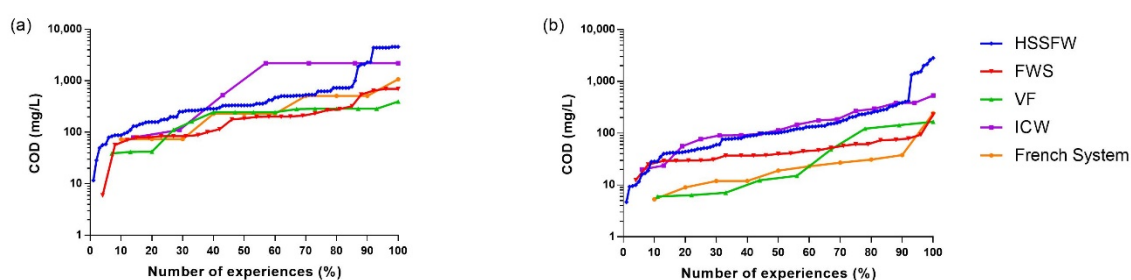 (a)
COD (mg/L)
10,000
1,000
100
10
1
0 10 20 30 40 50 60 70 80 90 100
Number of experiences (%)
(b)
COD (mg/L)
10,000
1,000
100
10
1
0 10 20 30 40 50 60 70 80 90 100
Number of experiences (%)
HSSFW
FWS
VF
ICW
French System